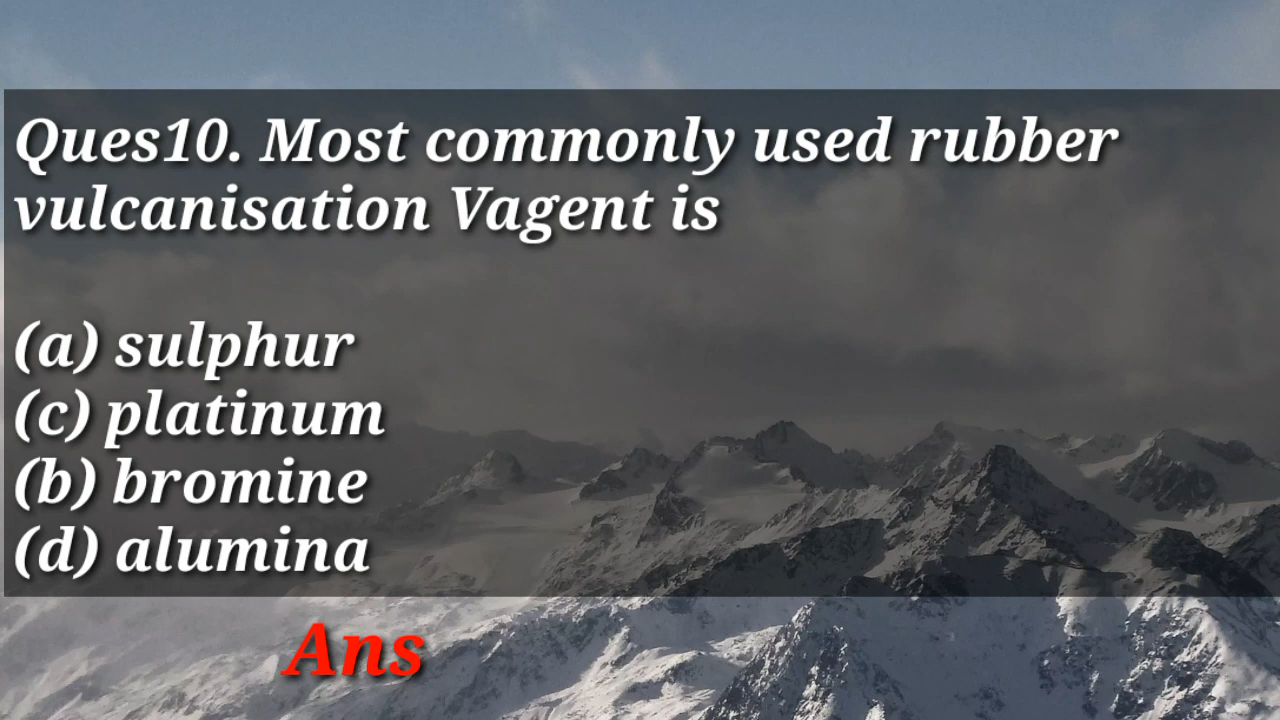 Ques10. Most commonly used rubber
vulcanisation Vagent is
(a) sulphur
(c) platinum
(b) bromine
(d) alumina
Ans